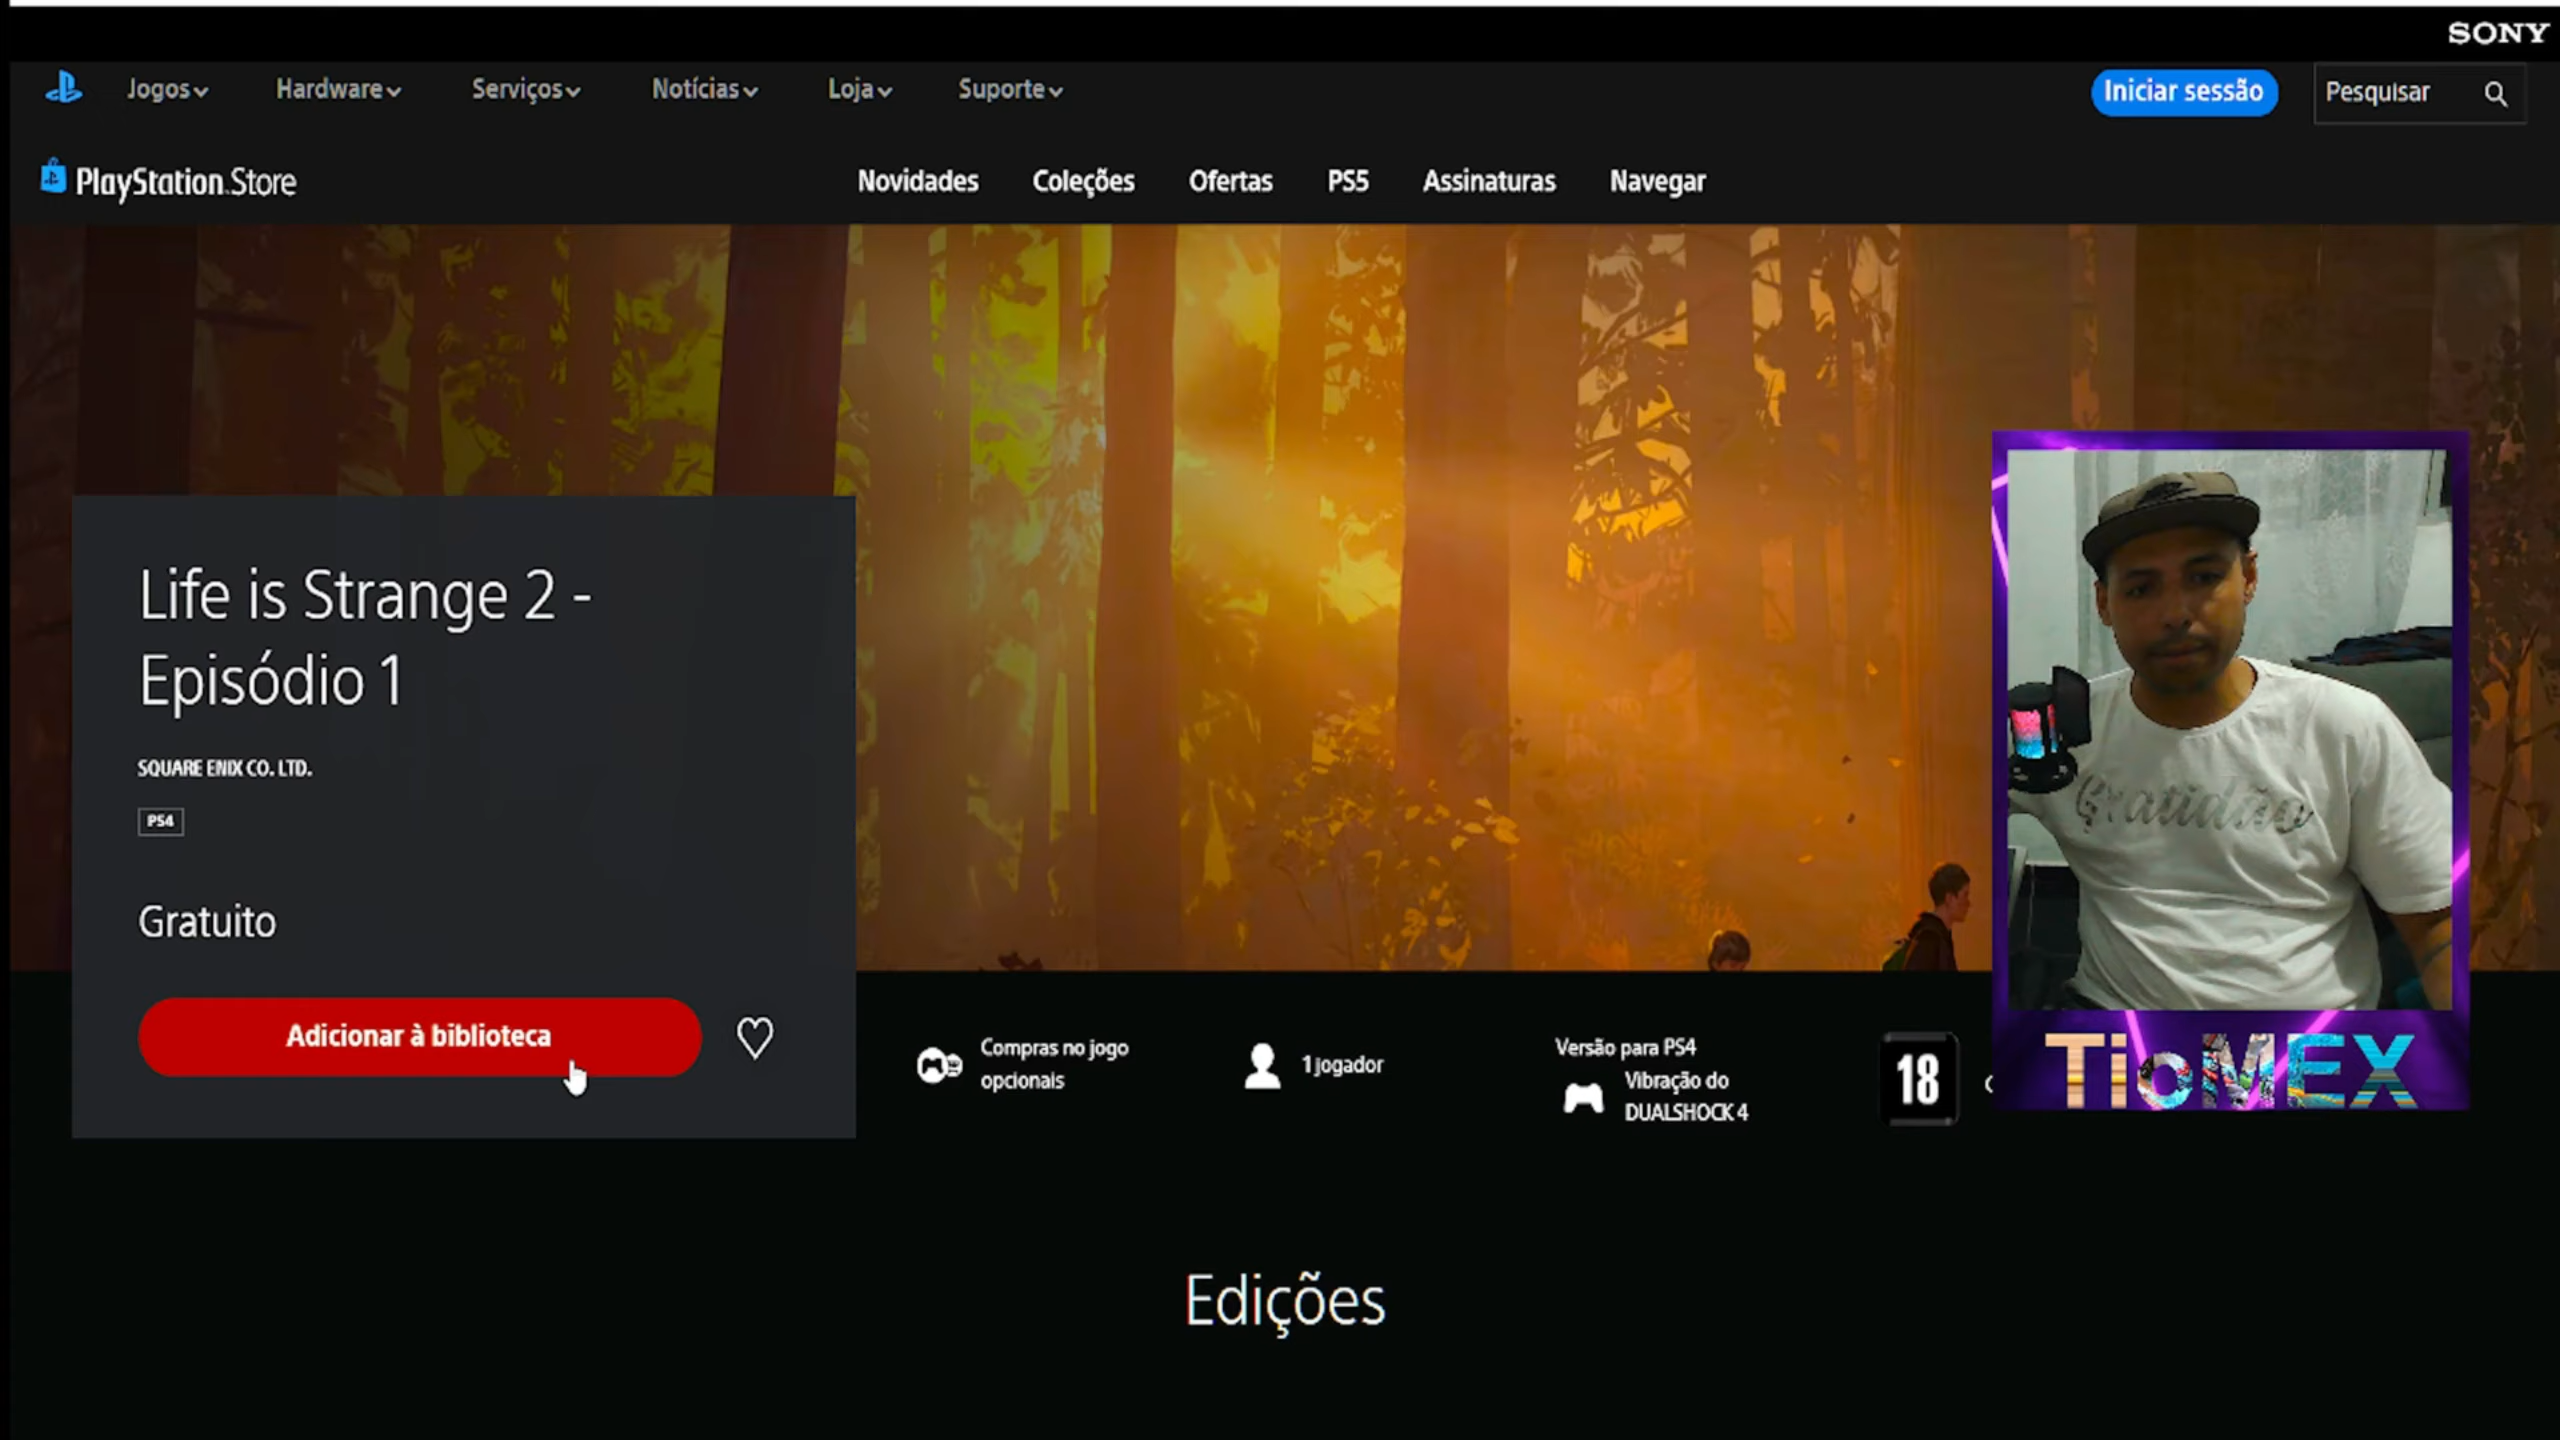 SONY
Jogos Hardware Serviços Notícias Loja Suporte Iniciar sessão Pesquisar
PlayStation Store Novidades Coleções Ofertas PS5 Assinaturas Navegar
Life is Strange 2 -
Episódio 1
SQUARE ENIX CO. LTD.
PS4
Gratuito
Adicionar à biblioteca
Compras no jogo
opcionais
1 jogador
Versão para PS4
Vibração do
DUALSHOCK 4
18
Gratidão
TioMEX
Edições